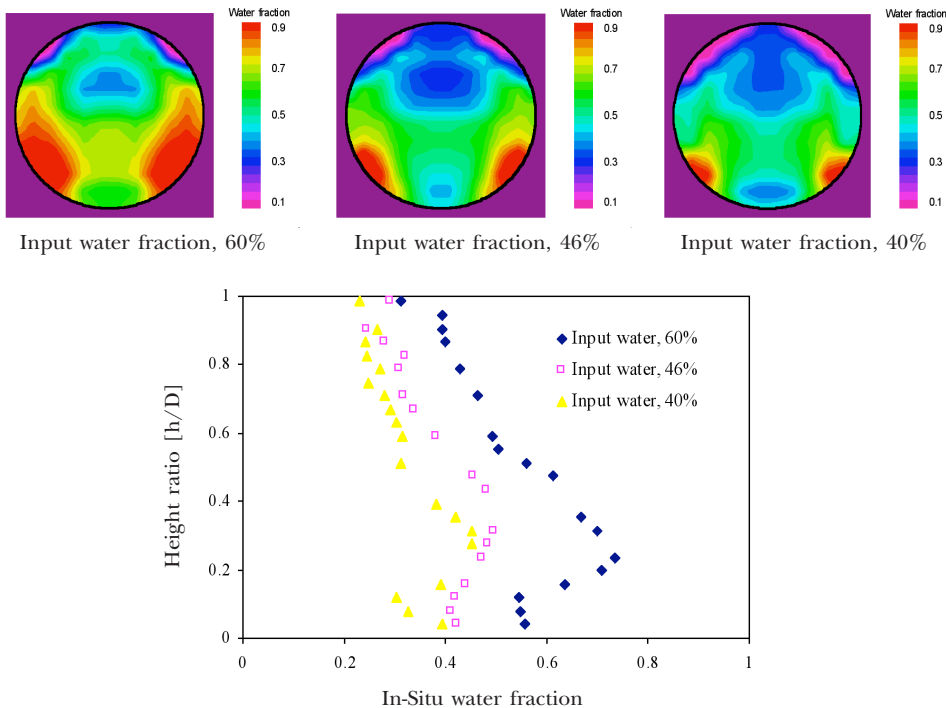 Water fraction
0.9
0.7
0.5
0.3
0.1
Input water fraction, 60%
Water fraction
0.9
0.7
0.5
0.3
0.1
Input water fraction, 46%
Water fraction
0.9
0.7
0.5
0.3
0.1
Input water fraction, 40%
Height ratio [h/D]
1
0.8
0.6
0.4
0.2
0
0
0.2
0.4
0.6
0.8
1
Input water, 60%
Input water, 46%
Input water, 40%
In-Situ water fraction